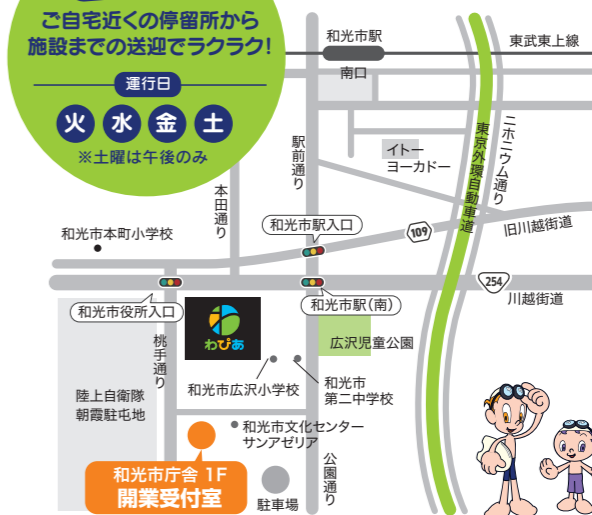 ご自宅近くの停留所から
施設までの送迎でラクラク!
運行日
火 水 金 土
※土曜は午後のみ
和光市駅
東武東上線
南口
駅前通り
イトー
ヨーカドー
東京外環自動車道
ニホニウム通り
本田通り
和光市駅入口
109
旧川越街道
和光市本町小学校
254
川越街道
和光市役所入口
和光市駅(南)
わぴあ
桃手通り
広沢児童公園
和光市広沢小学校
和光市
第二中学校
陸上自衛隊
朝霞駐屯地
和光市文化センター
サンアゼリア
和光市庁舎 1F
開業受付室
駐車場
公園通り